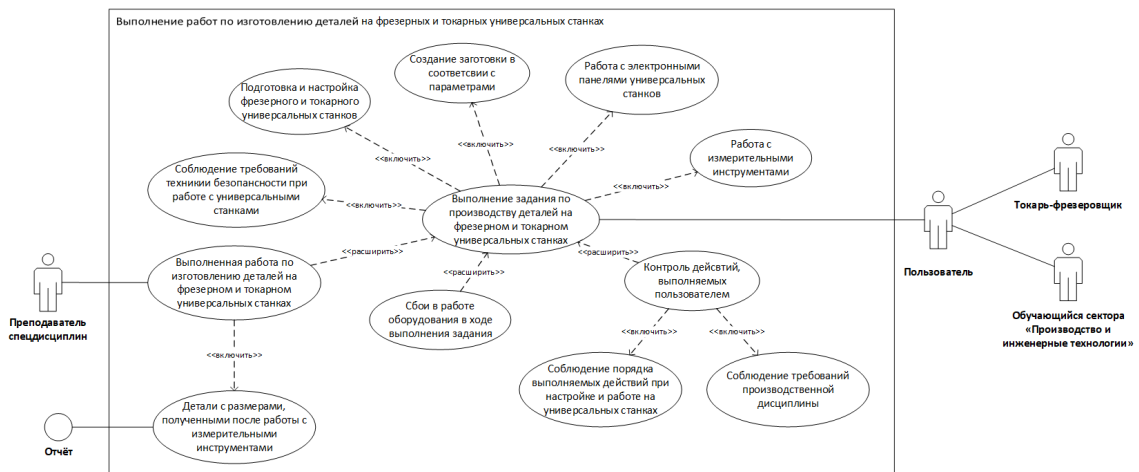 Выполнение работ по изготовлению деталей на фрезерных и токарных универсальных станках
Создание заготовки в
соответсвии с
параметрами
Работа с электронными
панелями универсальных
станков
Подготовка и настройка
фрезерного и токарного
универсальных станков
<<включить>>
<<включить>>
<<включить>>
Работа с
измерительными
инструментами
<<включить>>
Соблюдение требований
техникии безопансности при
работе с универсальными
станками
<<включить>>
Выполнение задания по
производству деталей на
фрезерном и токарном
универсальных станках
Токарь-фрезеровщик
Пользователь
Обучающийся сектора
«Производство и
инженерные технологии»
<<расширить>>
<<расширить>>
<<расширить>>
Выполненная работа по
изготовлению деталей на
фрезерном и токарном
универсальных станках
Контроль дейсвтий,
выполняемых
пользователем
Преподаватель
спецдисциплин
Сбои в работе
оборудования в ходе
выполнения задания
<<включить>>
<<включить>>
<<включить>>
Соблюдение порядка
выполняемых действий при
настройке и работе на
универсальных станках
Соблюдение требований
производственной
дисциплины
Детали с размерами,
полученными после работы с
измерительными
инструментами
Отчёт